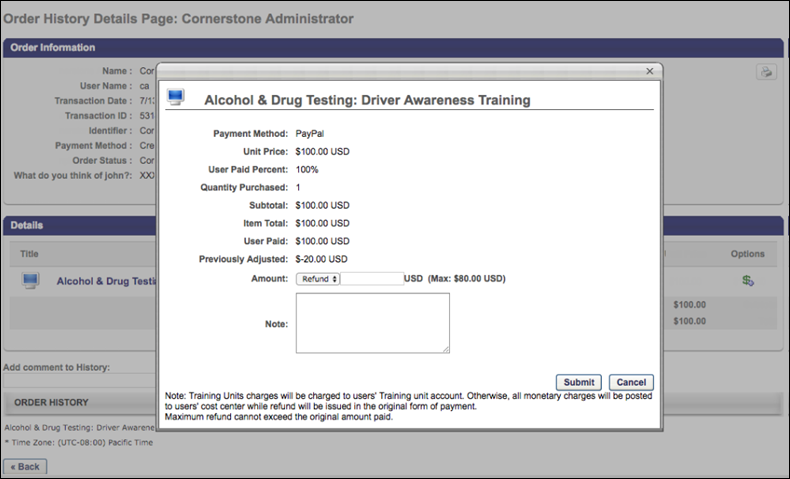 Order History Details Page: Cornerstone Administrator
Order Information
Name : Cor
User Name : ca
Transaction Date : 7/13
Transaction ID : 531
Identifier : Cor
Payment Method : Cre
Order Status : Cor
What do you think of john?: XX
Details
Title
Options
Alcohol & Drug Testi
$100.00
$100.00
Add comment to History:
ORDER HISTORY
Alcohol & Drug Testing: Driver Awarene
* Time Zone: (UTC-08:00) Pacific Time
« Back
Alcohol & Drug Testing: Driver Awareness Training
Payment Method: PayPal
Unit Price: $100.00 USD
User Paid Percent: 100%
Quantity Purchased: 1
Subtotal: $100.00 USD
Item Total: $100.00 USD
User Paid: $100.00 USD
Previously Adjusted: $-20.00 USD
Amount: Refund USD (Max: $80.00 USD)
Note:
Submit Cancel
Note: Training Units charges will be charged to users' Training unit account. Otherwise, all monetary charges will be posted
to users' cost center while refund will be issued in the original form of payment.
Maximum refund cannot exceed the original amount paid.